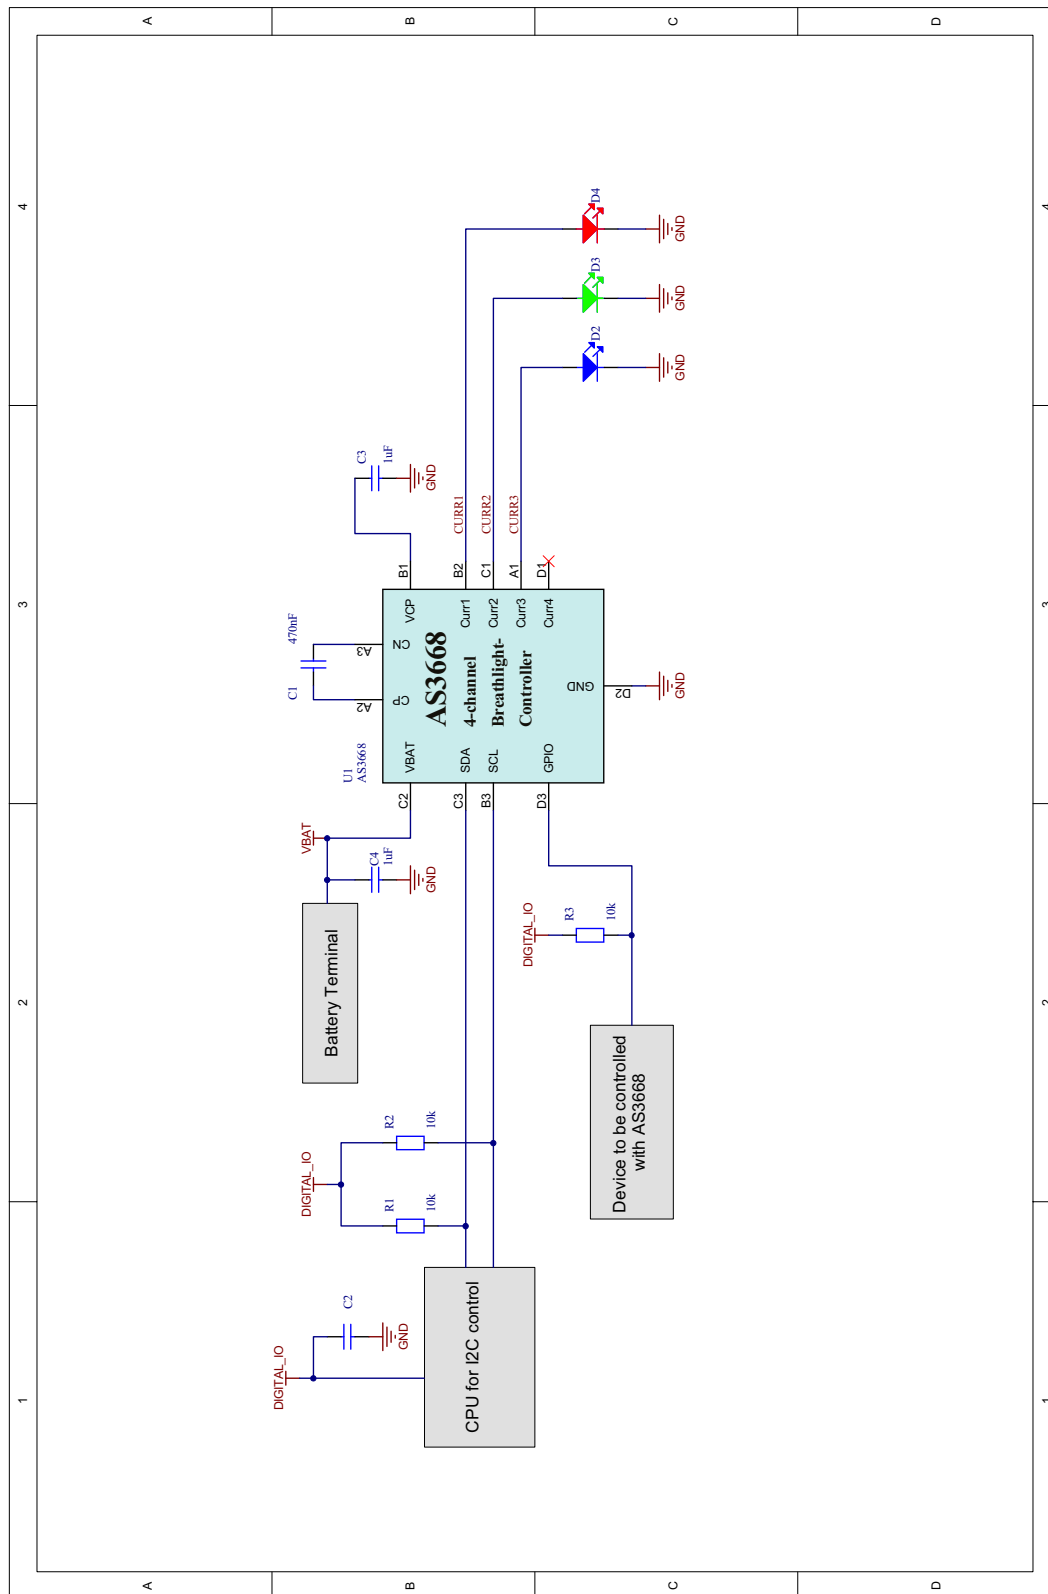 1
2
3
4
A
B
C
D
DIGITAL_IO
C2
GND
CPU for I2C control
DIGITAL_IO
R1
10k
R2
10k
Battery Terminal
VBAT
C4
1uF
GND
DIGITAL_IO
R3
10k
Device to be controlled
with AS3668
U1
AS3668
C1
470nF
C2
VBAT
C3
SDA
B3
SCL
D3
GPIO
A2
CP
A3
CN
AS3668
4-channel
Breathlight-
Controller
B1
VCP
B2
Curr1
C1
Curr2
A1
Curr3
D1
Curr4
GND
D2
GND
C3
1uF
GND
CURR1
CURR2
CURR3
D2
GND
D3
GND
D4
GND
1
2
3
4
A
B
C
D